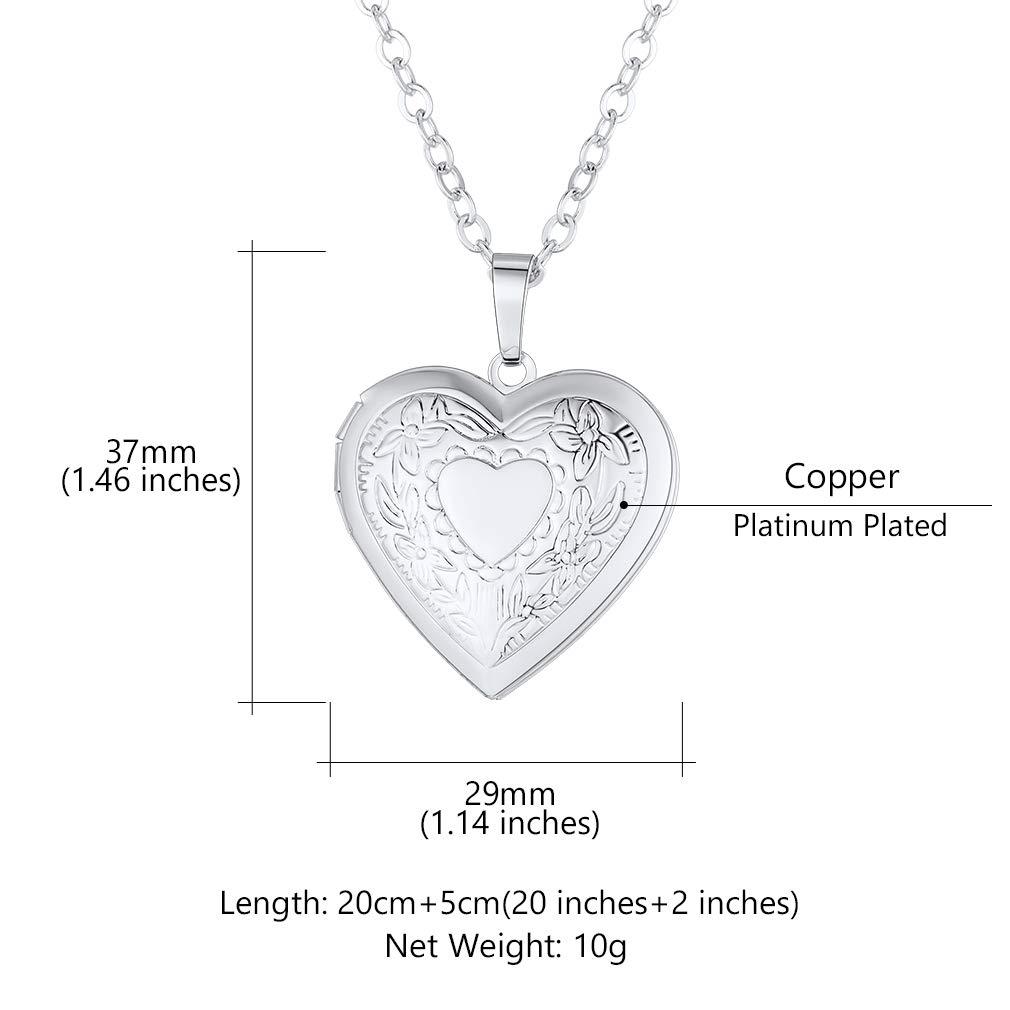 37mm
(1.46 inches)
Copper
Platinum Plated
29mm
(1.14 inches)
Length: 20cm+5cm(20 inches+2 inches)
Net Weight: 10g